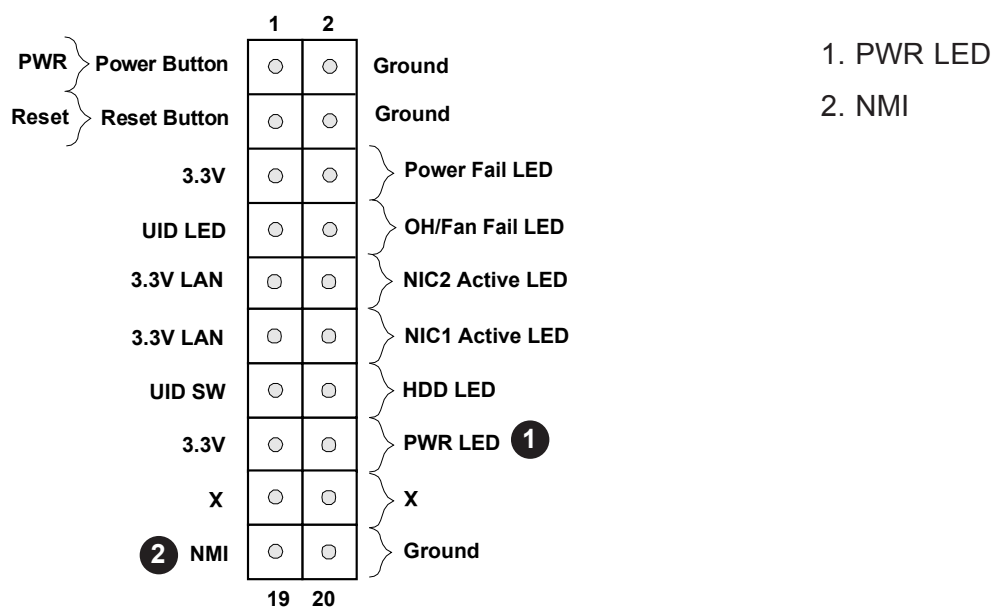 1 2
PWR Power Button Ground
Reset Reset Button Ground
3.3V Power Fail LED
UID LED OH/Fan Fail LED
3.3V LAN NIC2 Active LED
3.3V LAN NIC1 Active LED
UID SW HDD LED
3.3V PWR LED 1
X X
2 NMI Ground
19 20
1. PWR LED
2. NMI